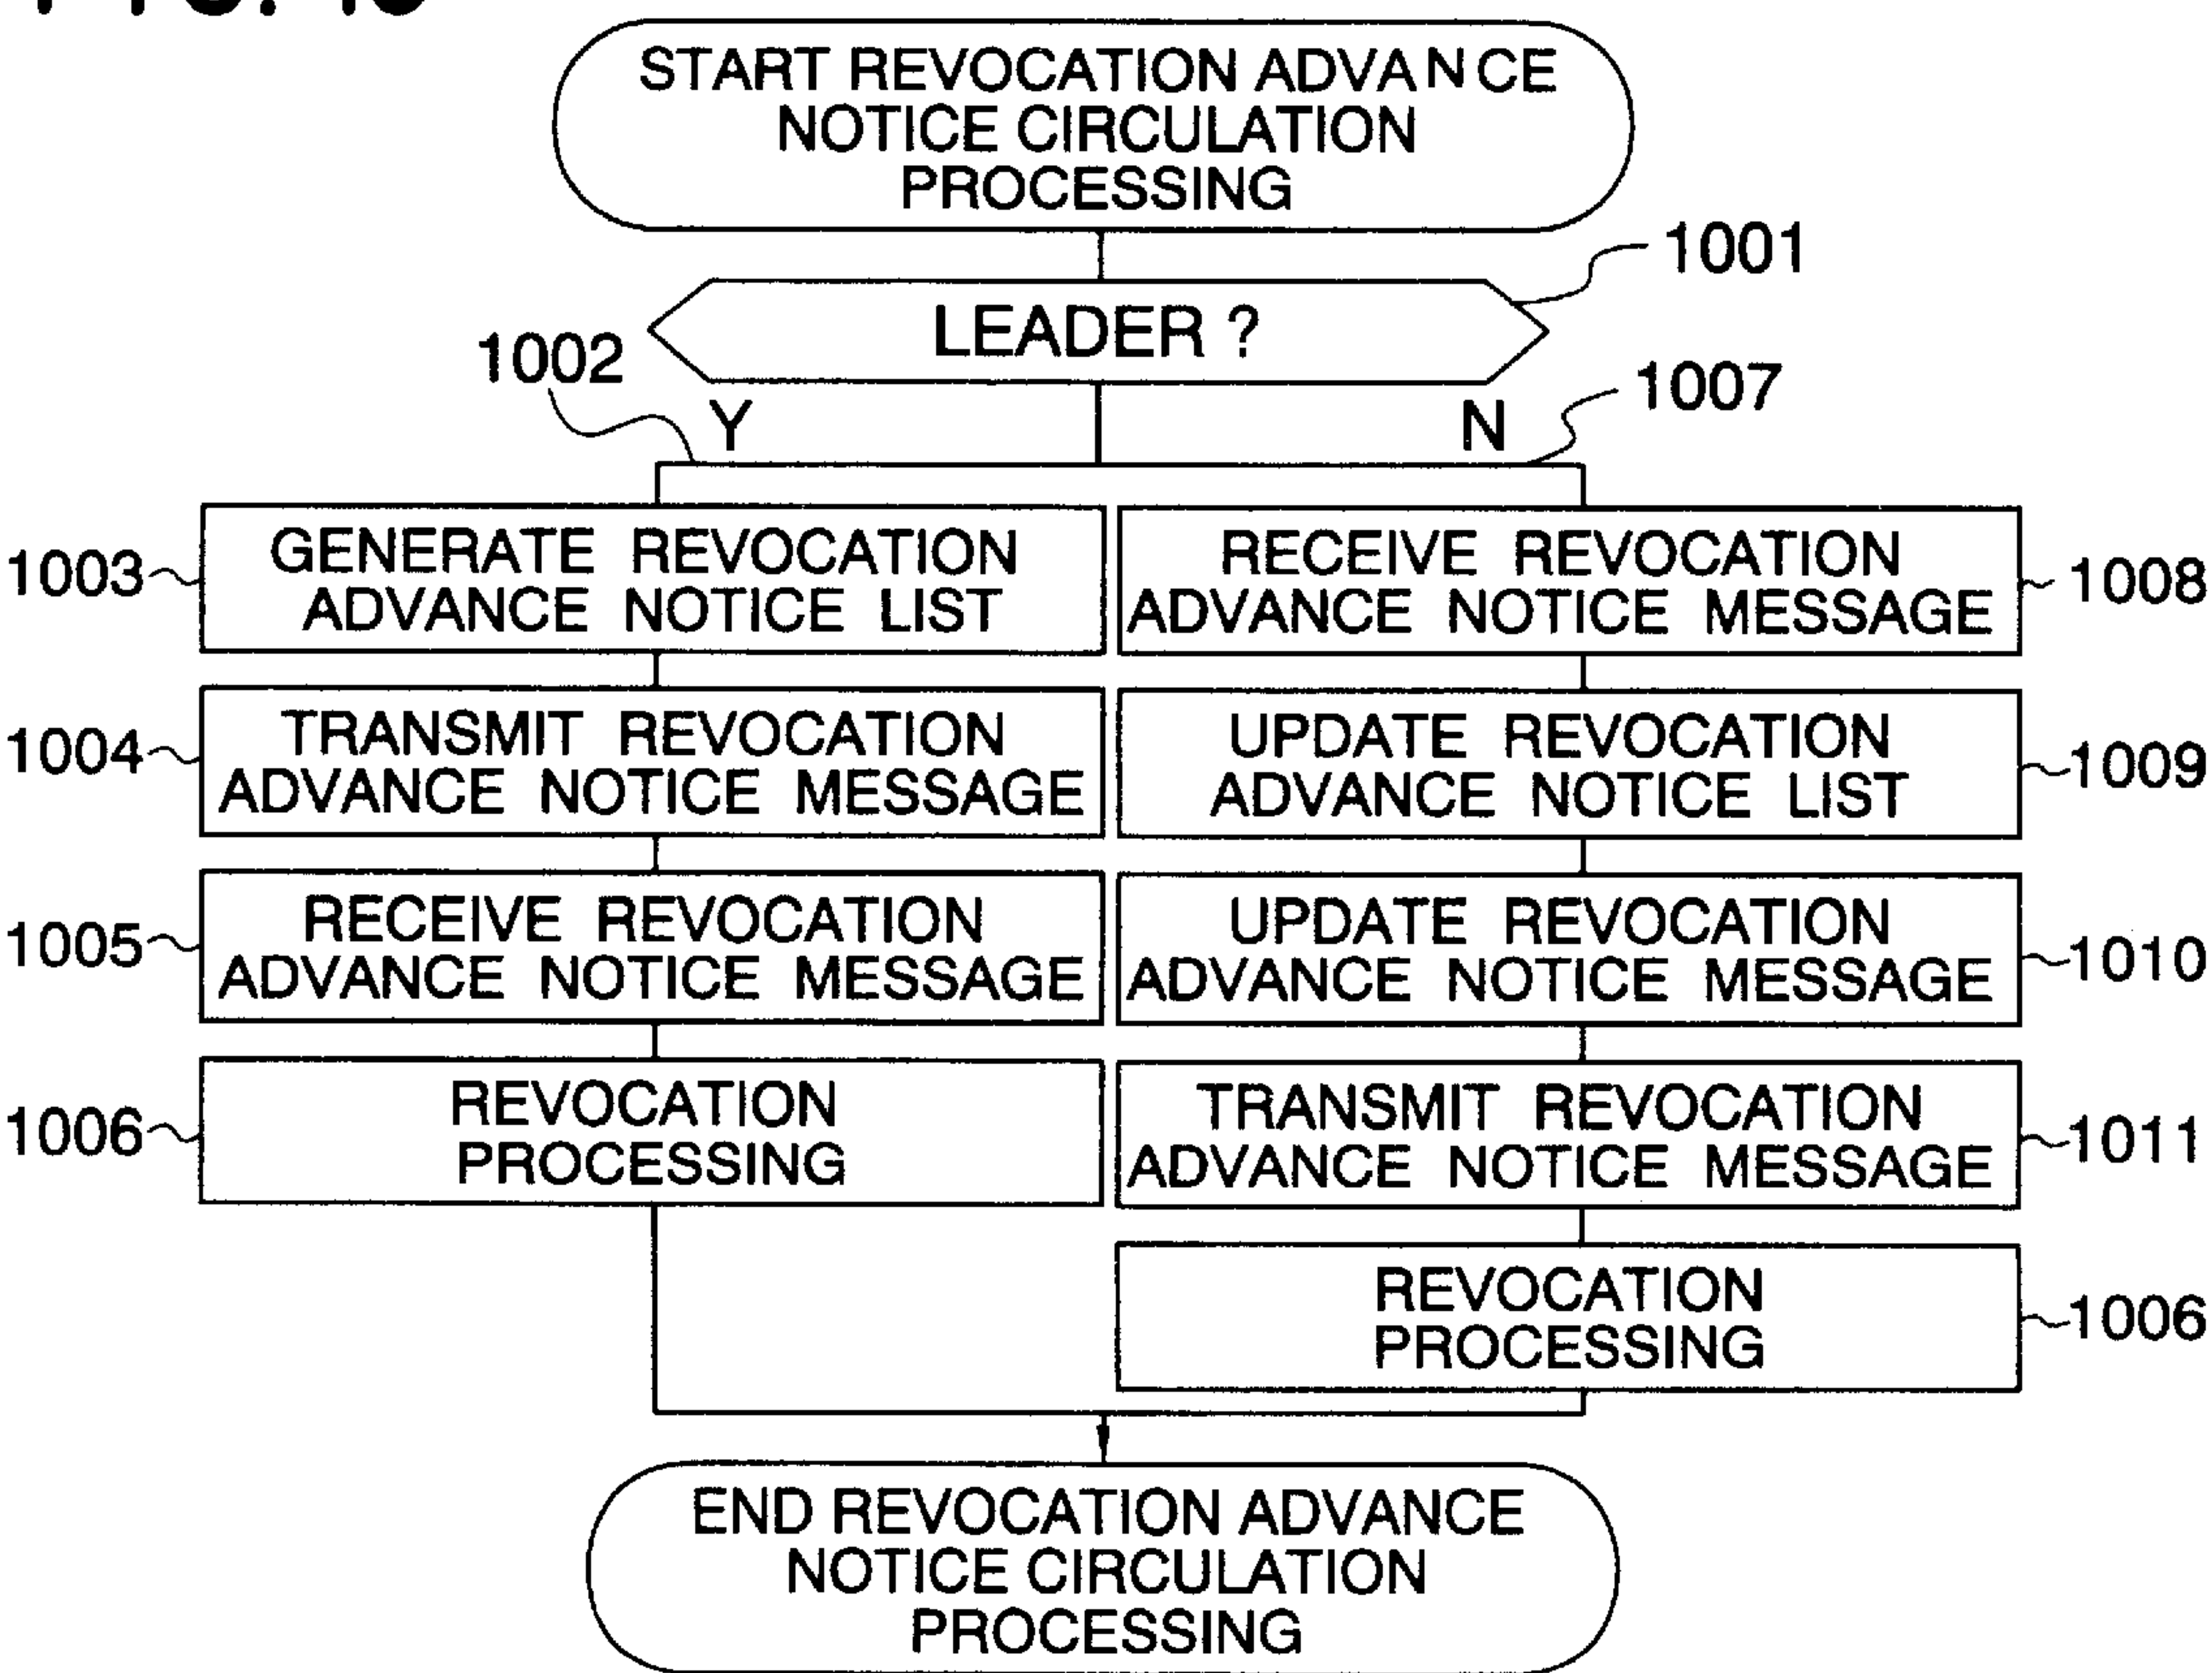 START REVOCATION ADVANCE
NOTICE CIRCULATION
PROCESSING
1001
LEADER ?
1002
1007
Y
N
1003
GENERATE REVOCATION
ADVANCE NOTICE LIST
RECEIVE REVOCATION
ADVANCE NOTICE MESSAGE
1008
1004
TRANSMIT REVOCATION
ADVANCE NOTICE MESSAGE
UPDATE REVOCATION
ADVANCE NOTICE LIST
1009
1005
RECEIVE REVOCATION
ADVANCE NOTICE MESSAGE
UPDATE REVOCATION
ADVANCE NOTICE MESSAGE
1010
1006
REVOCATION
PROCESSING
TRANSMIT REVOCATION
ADVANCE NOTICE MESSAGE
1011
REVOCATION
PROCESSING
1006
END REVOCATION ADVANCE
NOTICE CIRCULATION
PROCESSING